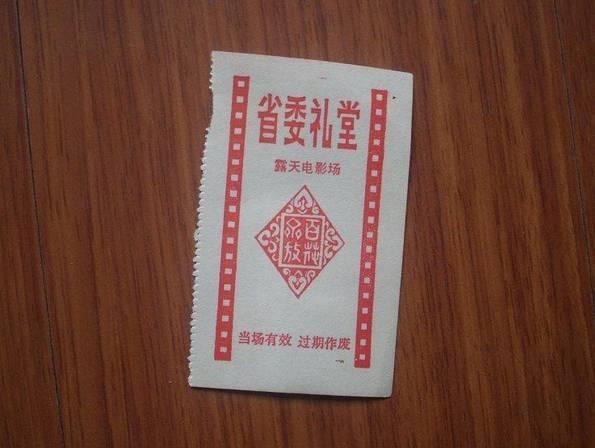 省委礼堂
露天电影场
百花
齐放
当场有效 过期作废